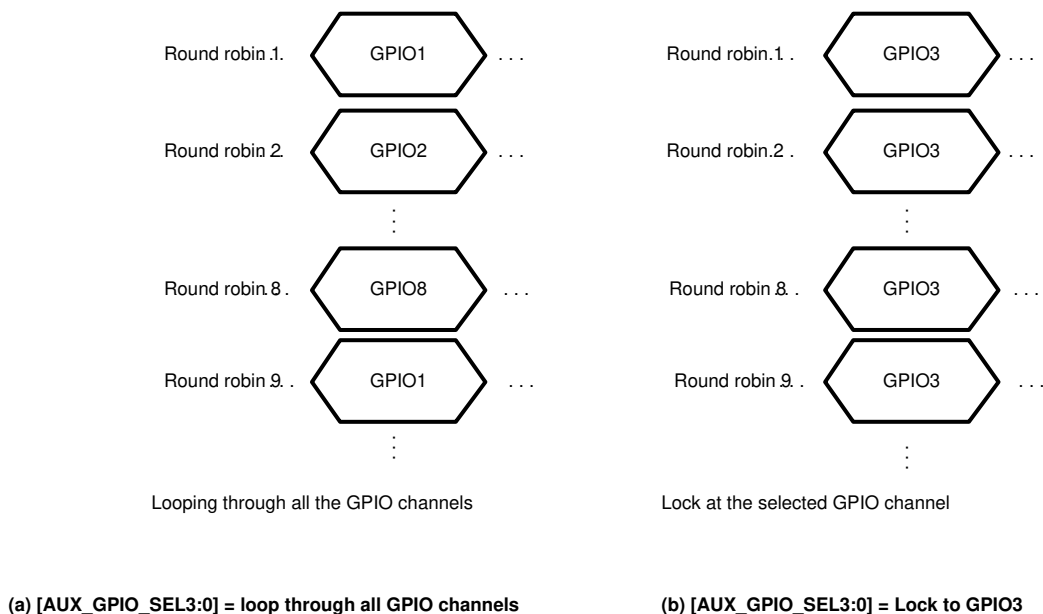 Round robin 1. . . GPIO1 . . .
Round robin 2. . . GPIO2 . . .
Round robin 8. . . GPIO8 . . .
Round robin 9. . . GPIO1 . . .
Looping through all the GPIO channels
(a) [AUX_GPIO_SEL3:0] = loop through all GPIO channels
Round robin 1. . . GPIO3 . . .
Round robin 2. . . GPIO3 . . .
Round robin 8. . . GPIO3 . . .
Round robin 9. . . GPIO3 . . .
Lock at the selected GPIO channel
(b) [AUX_GPIO_SEL3:0] = Lock to GPIO3